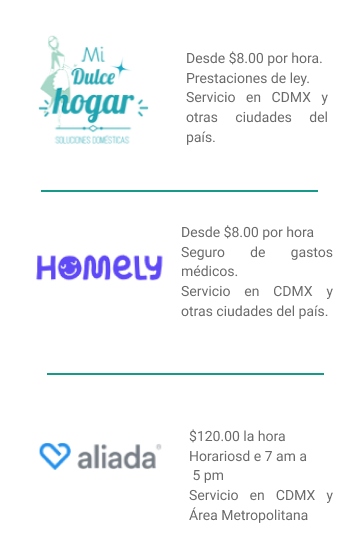 Mi
Dulce
hogar
SOLUCIONES DOMÉSTICAS
Desde $8.00 por hora.
Prestaciones de ley.
Servicio en CDMX y
otras ciudades del
país.
HOMELY
Desde $8.00 por hora
Seguro de gastos
médicos.
Servicio en CDMX y
otras ciudades del país.
aliada®
$120.00 la hora
Horariosd e 7 am a
5 pm
Servicio en CDMX y
Área Metropolitana